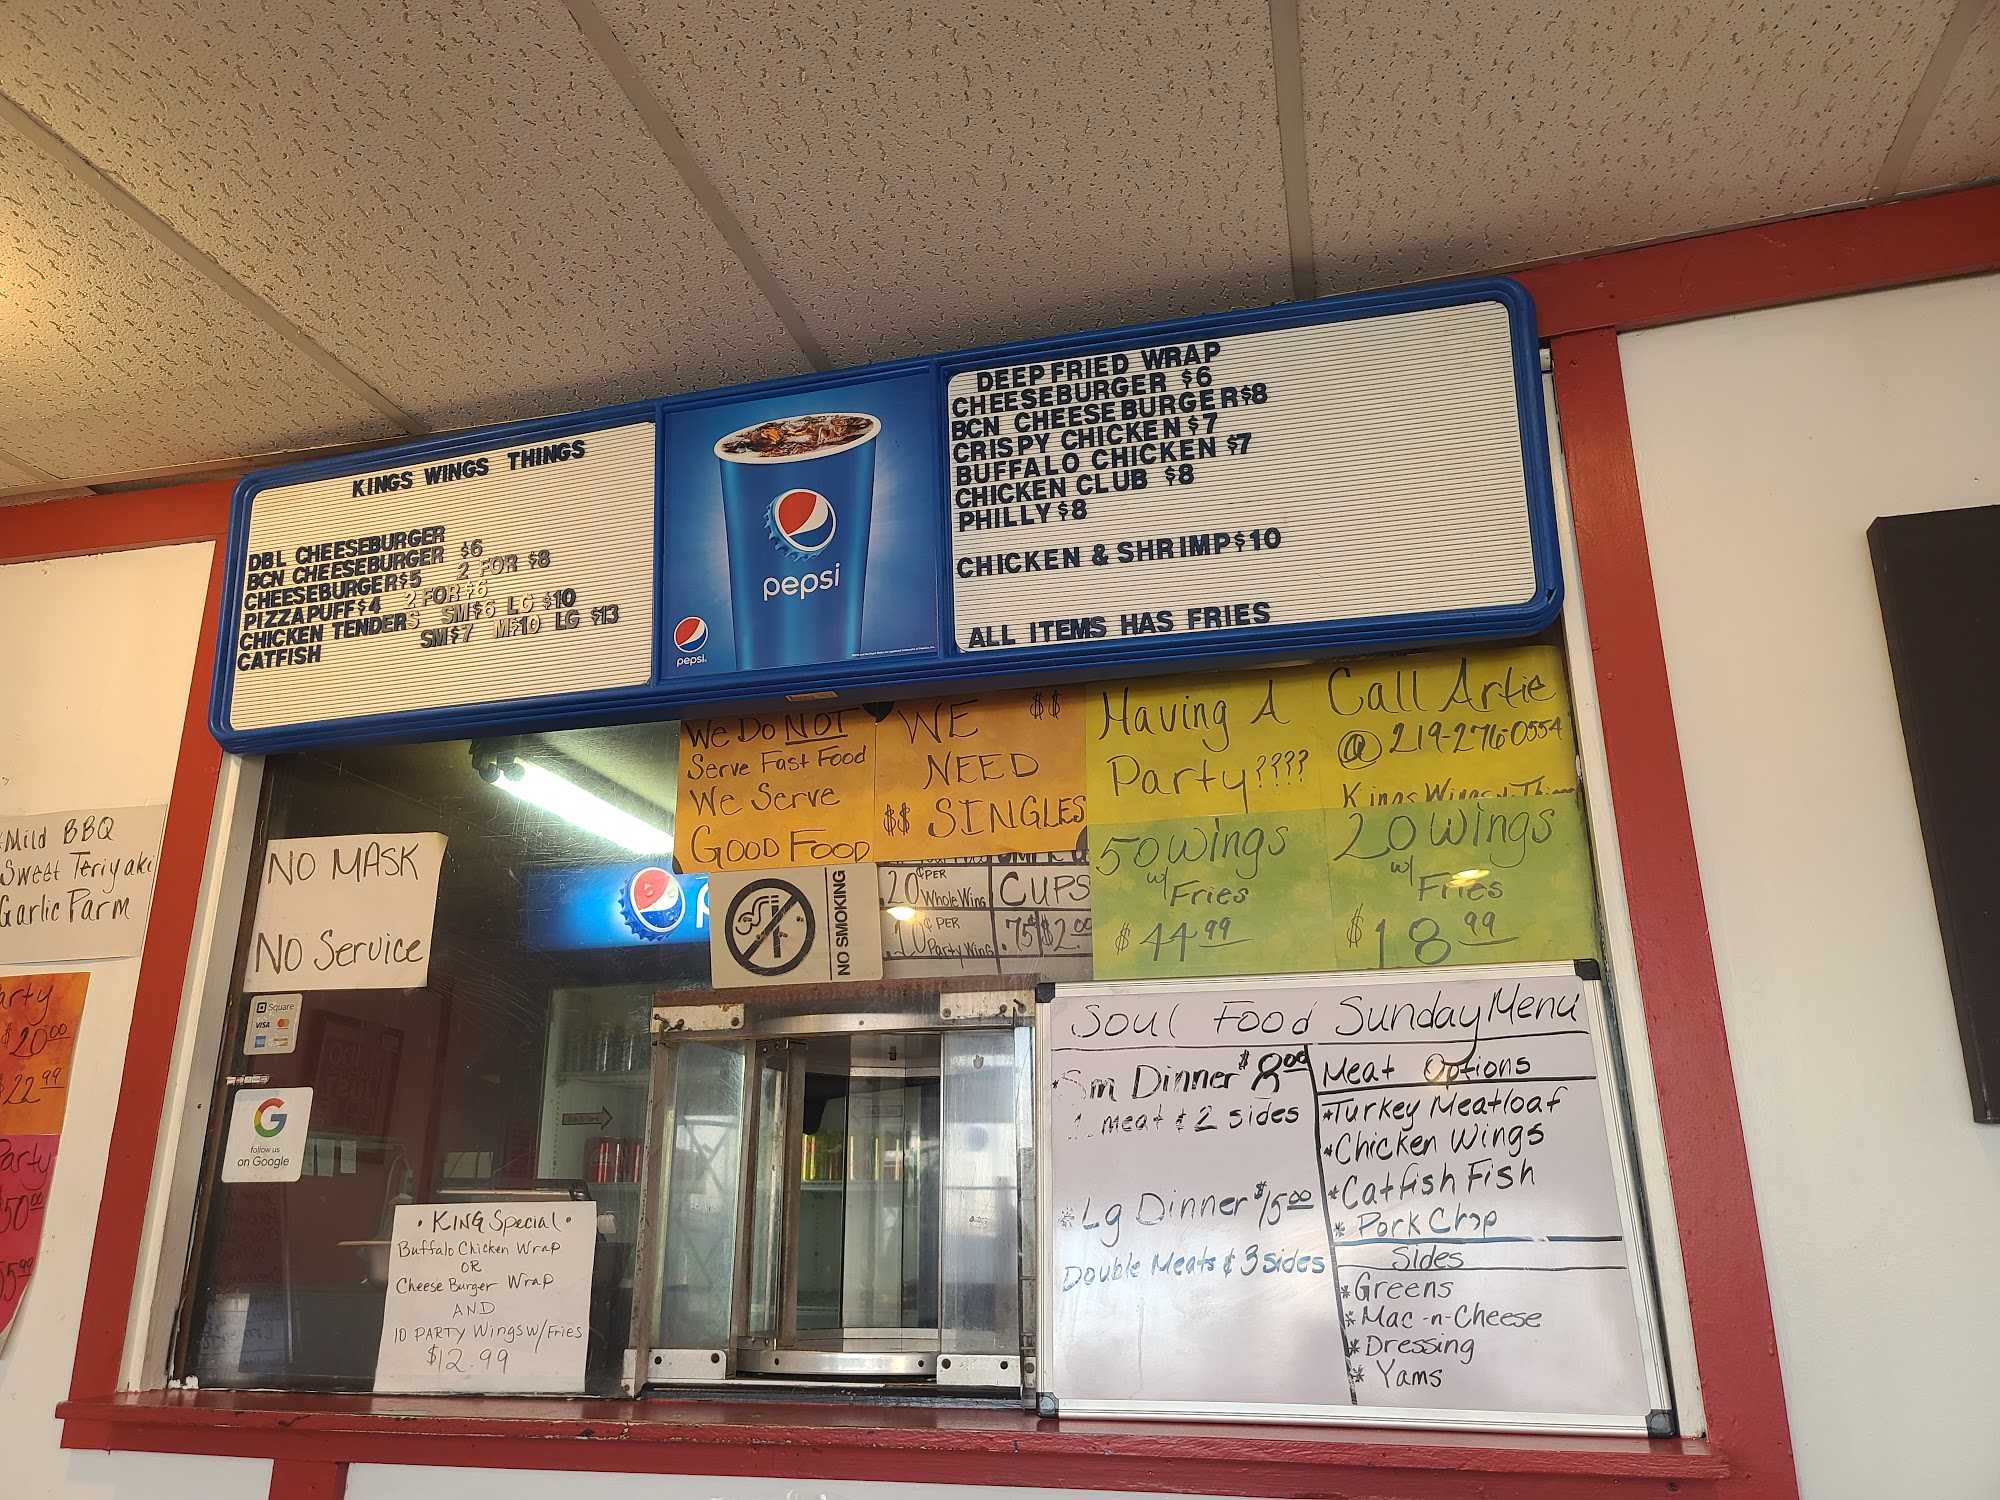 KINGS WINGS THINGS
DBL CHEESEBURGER
BCN CHEESEBURGER $6
CHEESEBURGER$5 2 FOR $8
PIZZAPUFF$4 2 FOR $6
CHICKEN TENDERS SM$6 LG $10
CATFISH SM$7 M$10 LG $13
pepsi
pepsi
DEEP FRIED WRAP
CHEESEBURGER $6
BCN CHEESEBURGER$8
CRISPY CHICKEN $7
BUFFALO CHICKEN $7
CHICKEN CLUB $8
PHILLY $8
CHICKEN & SHRIMP$10
ALL ITEMS HAS FRIES
We Do NOT
Serve Fast Food
We Serve
GOOD FOOD
WE $$
NEED
$$ SINGLES
Having A
Party????
Call Artie
@ 219-276-0554
Kings Wings
50 Wings
w/ Fries
$44.99
20 Wings
w/ Fries
$18.99
Mild BBQ
Sweet Teriyaki
Garlic Parm
NO MASK
NO Service
NO SMOKING
.20¢ PER
Whole Wing
.10¢ PER
Party Wing
CUPS
.75 $2.00
Square
VISA
follow us
on Google
arty
$20.00
$22.99
Party
50.00
5.99
• KING Special •
Buffalo Chicken Wrap
OR
Cheese Burger Wrap
AND
10 PARTY Wings w/Fries
$12.99
Soul Food Sunday Menu
*Sm Dinner $8.00
1 meat & 2 sides
*Lg Dinner $15.00
Double Meats & 3 sides
Meat Options
*Turkey Meatloaf
*Chicken Wings
*Catfish Fish
*Pork Chop
Sides
*Greens
*Mac-n-Cheese
*Dressing
*Yams